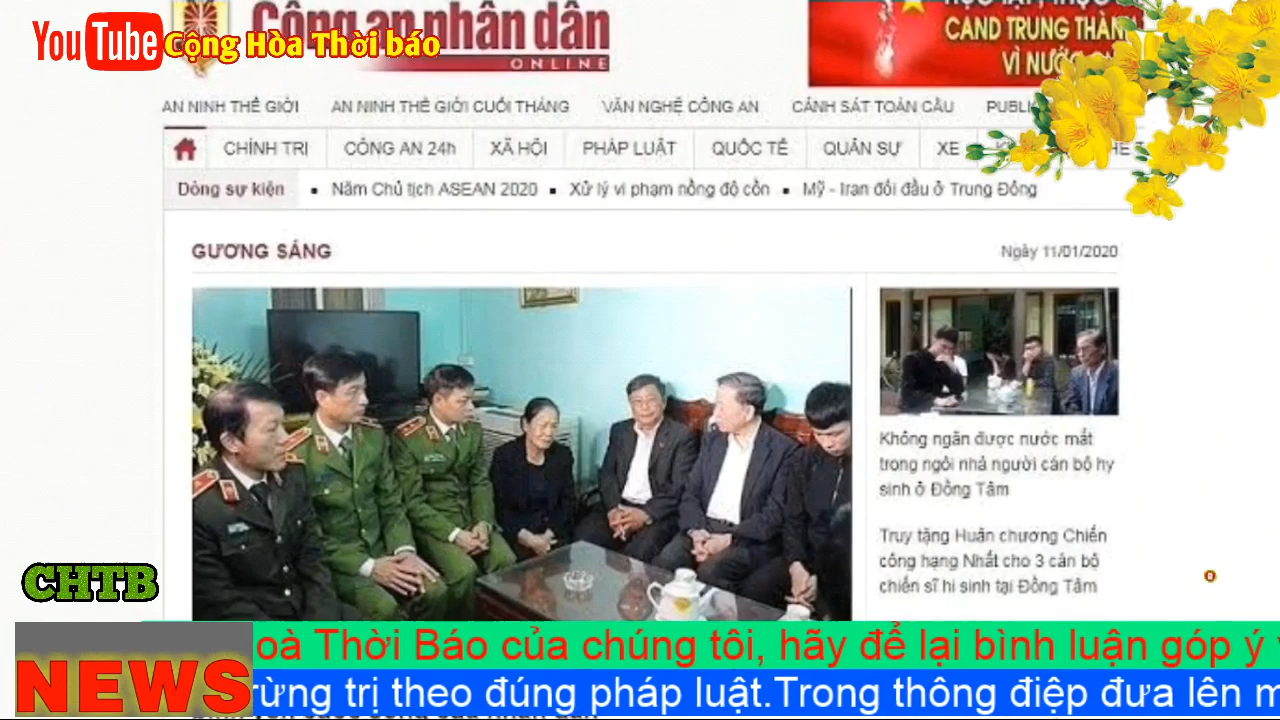 YouTube Cộng Hòa Thời báo
Công an nhân dân
ONLINE
CAND TRUNG THÀN
VÌ NƯỚC
AN NINH THẾ GIỚI AN NINH THẾ GIỚI CUỐI THÁNG VĂN NGHỆ CÔNG AN CẢNH SÁT TOÀN CẦU PUBLI
CHÍNH TRỊ CÔNG AN 24h XÃ HỘI PHÁP LUẬT QUỐC TẾ QUÂN SỰ XE
Dòng sự kiện Năm Chủ tịch ASEAN 2020 Xử lý vi phạm nồng độ cồn Mỹ - Iran đối đầu ở Trung Đông
GƯƠNG SÁNG
Ngày 11/01/2020
Không ngăn được nước mắt
trong ngôi nhà người cán bộ hy
sinh ở Đồng Tâm
Truy tặng Huân chương Chiến
công hạng Nhất cho 3 cán bộ
chiến sĩ hi sinh tại Đồng Tâm
CHTB
NEWS
oà Thời Báo của chúng tôi, hãy để lại bình luận góp ý
rừng trị theo đúng pháp luật.Trong thông điệp đưa lên m